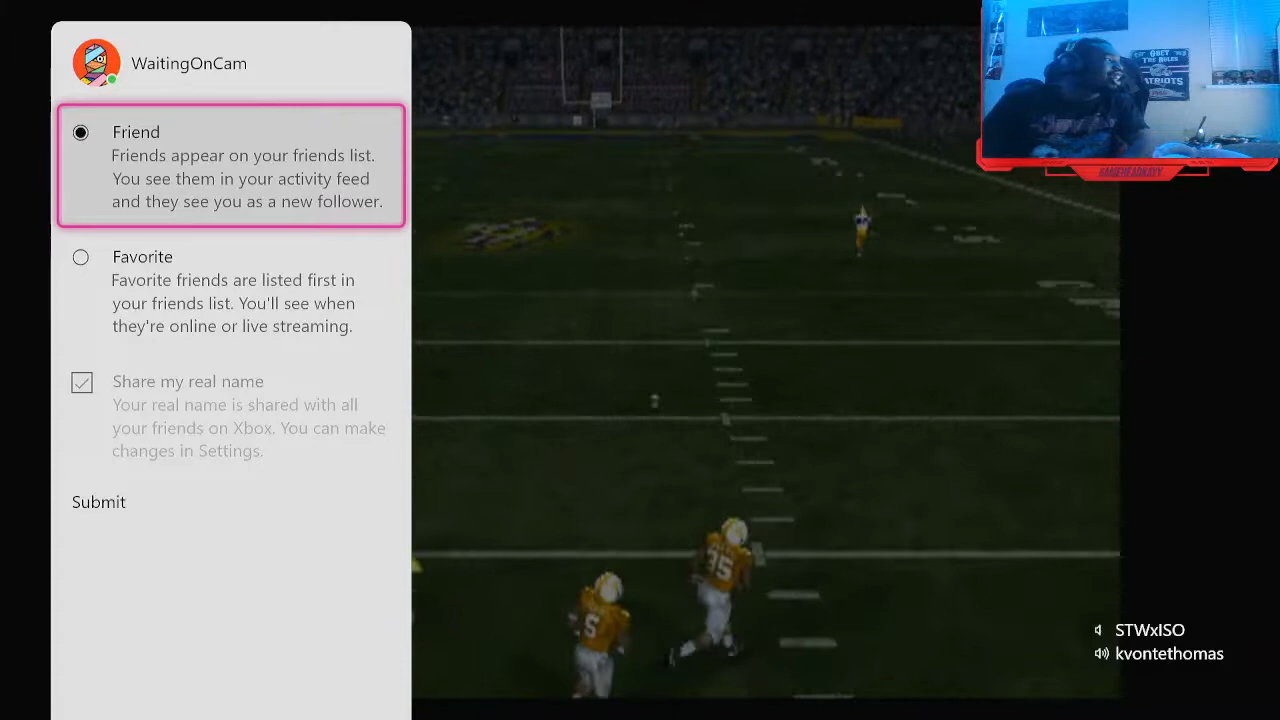 WaitingOnCam
Friend
Friends appear on your friends list.
You see them in your activity feed
and they see you as a new follower.
Favorite
Favorite friends are listed first in
your friends list. You'll see when
they're online or live streaming.
Share my real name
Your real name is shared with all
your friends on Xbox. You can make
changes in Settings.
Submit
PATRIOTS
GAMEHEADKAYY
5
STWxISO
kvontethomas